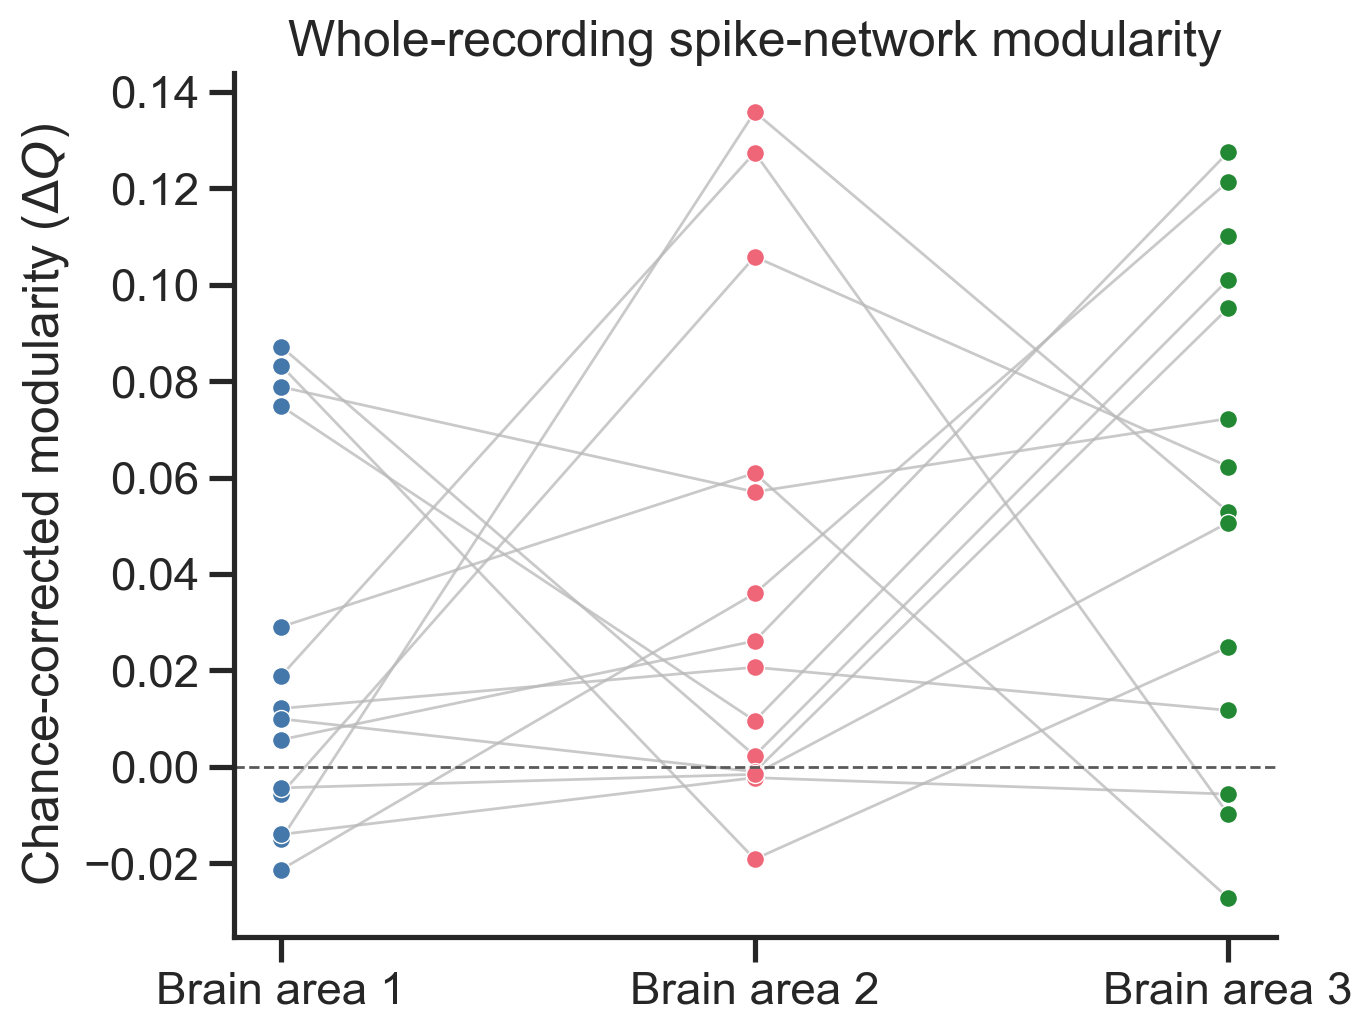 Whole-recording spike-network modularity
Chance-corrected modularity (ΔQ)
0.14
0.12
0.10
0.08
0.06
0.04
0.02
0.00
−0.02
Brain area 1
Brain area 2
Brain area 3